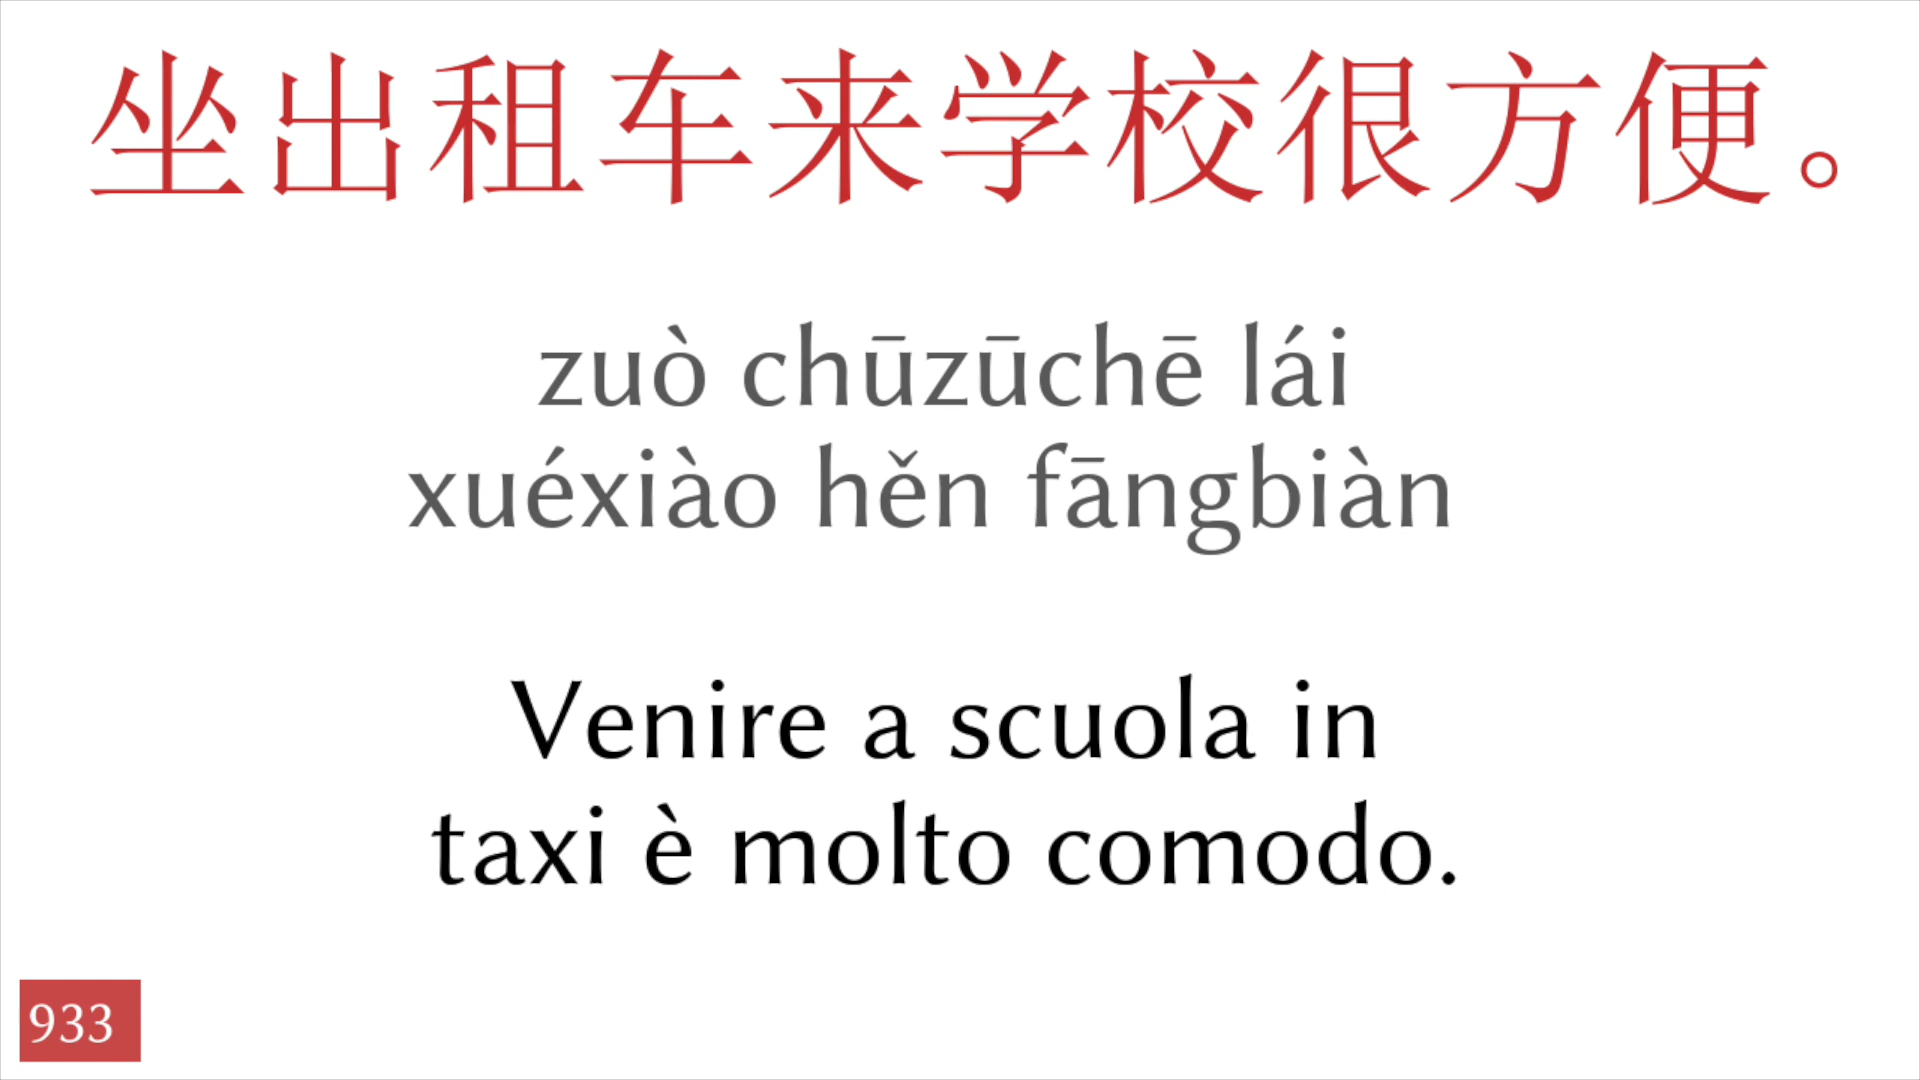 坐出租车来学校很方便。
zuò chūzūchē lái
xuéxiào hěn fāngbiàn
Venire a scuola in
taxi è molto comodo.
933